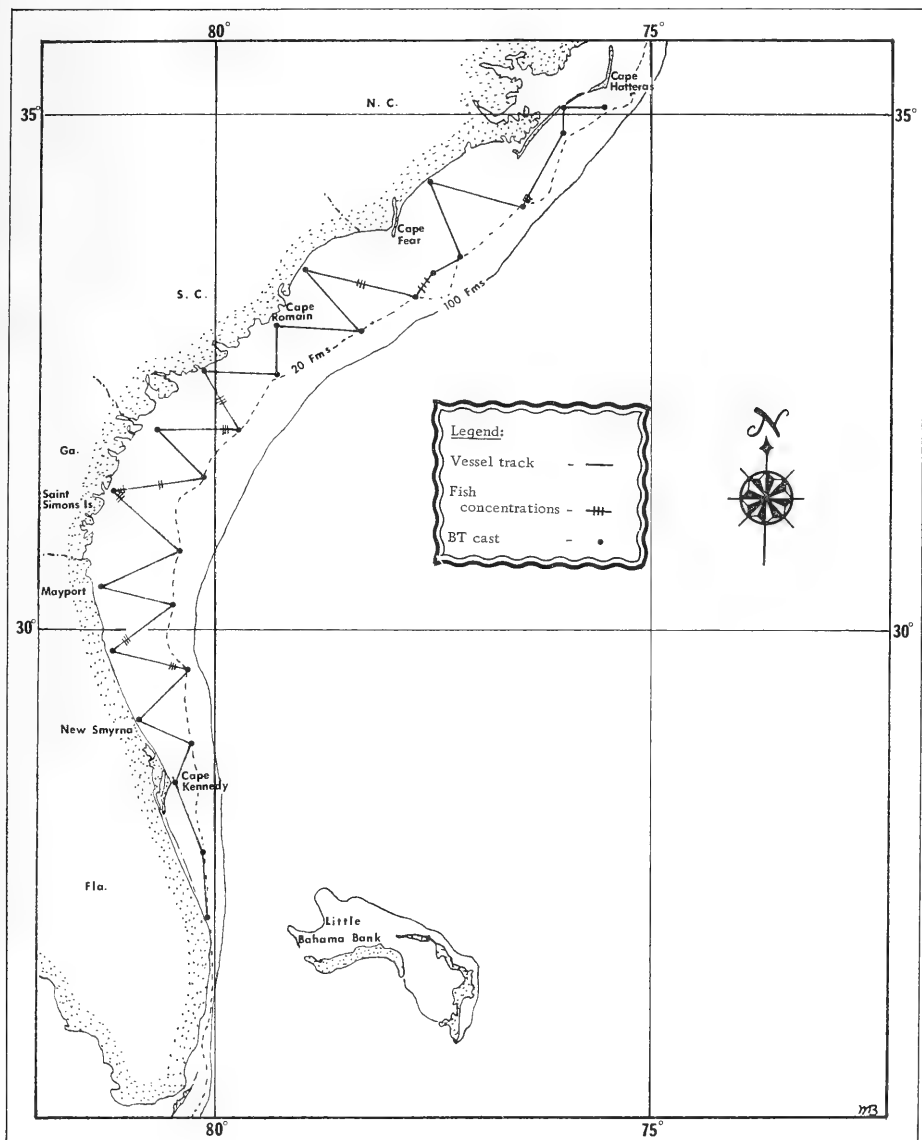 80°
75°
Cape
Hatteras
N. C.
35°
35°
Cape
Fear
100 Fms
S. C.
Cape
Romain
20 Fms
Legend:
Vessel track -
Fish
concentrations -
BT cast -
N
Ga.
Saint
Simons Is.
Mayport
30°
30°
New Smyrna
Cape
Kennedy
Fla.
Little
Bahama Bank
MB
80°
75°